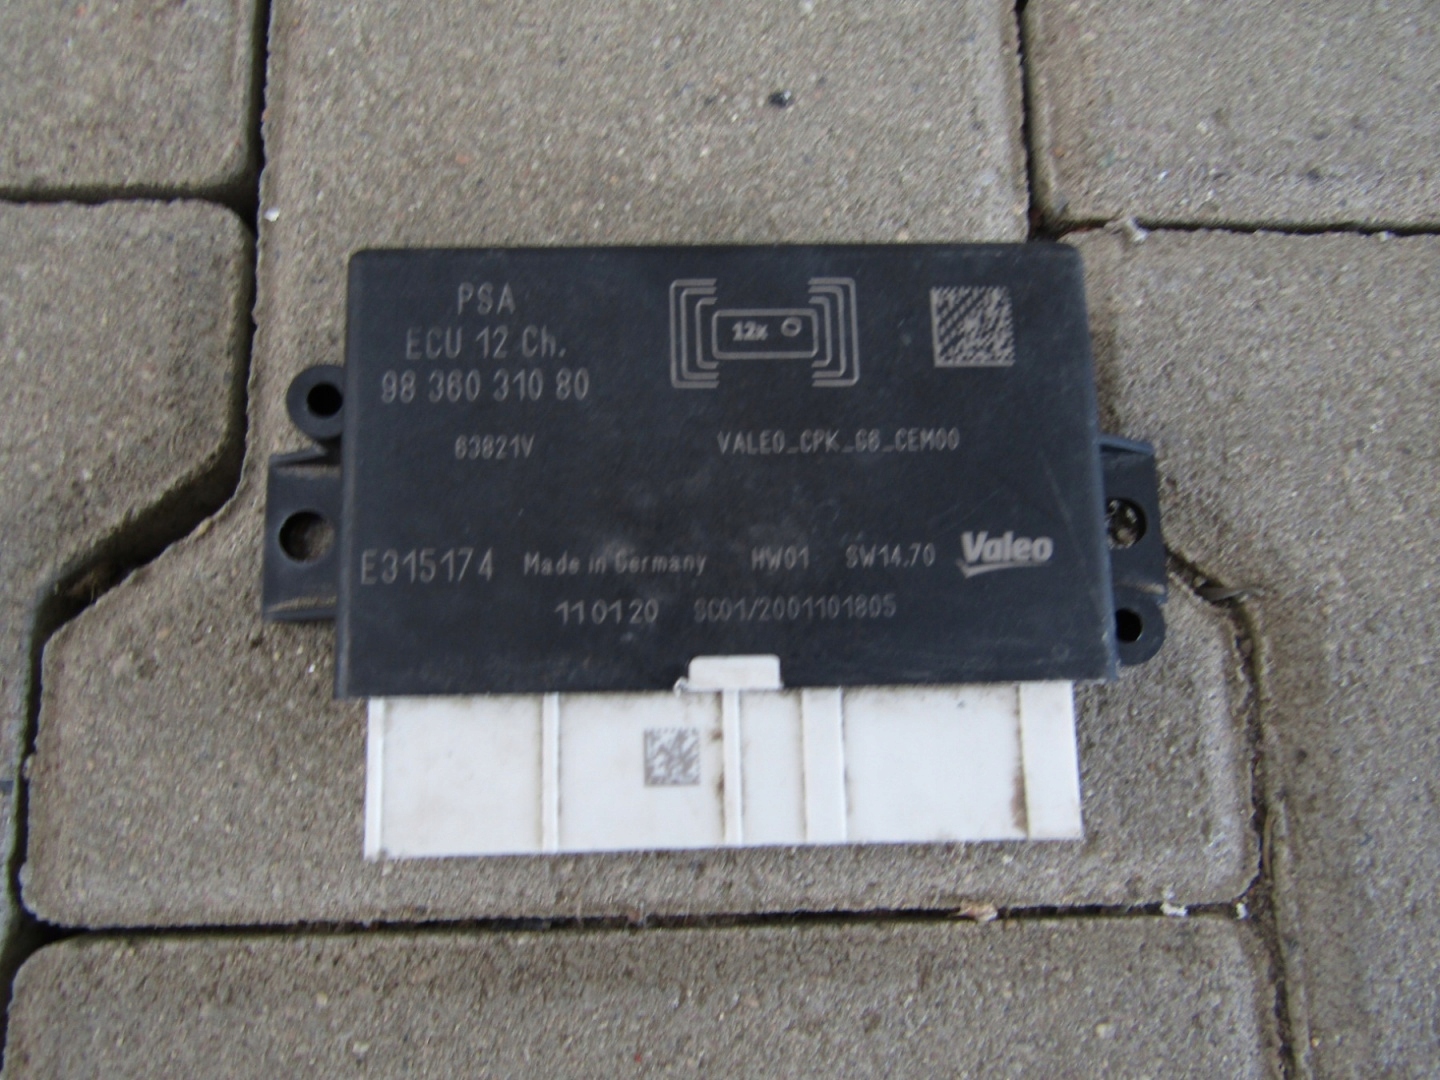 PSA
ECU 12 Ch.
98 360 310 80
12x
63821V
VALEO_CPK_G6_CEM00
E315174 Made in Germany HW01 SW14.70 Valeo
110120 SC01/2001101805